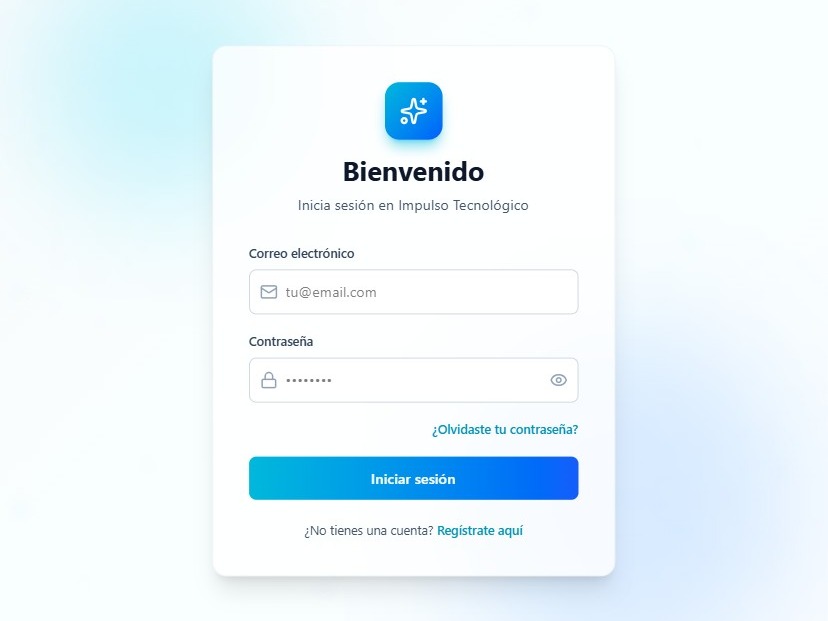 Bienvenido
Inicia sesión en Impulso Tecnológico
Correo electrónico
tu@email.com
Contraseña
••••••••
¿Olvidaste tu contraseña?
Iniciar sesión
¿No tienes una cuenta? Regístrate aquí